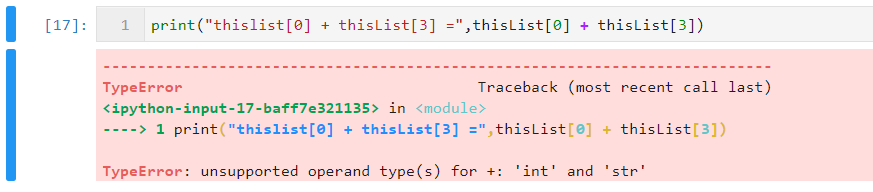 [17]: 1 print("thislist[0] + thisList[3] =",thisList[0] + thisList[3])
---------------------------------------------------------------------------
TypeError                                 Traceback (most recent call last)
<ipython-input-17-baff7e321135> in <module>
----> 1 print("thislist[0] + thisList[3] =",thisList[0] + thisList[3])
TypeError: unsupported operand type(s) for +: 'int' and 'str'